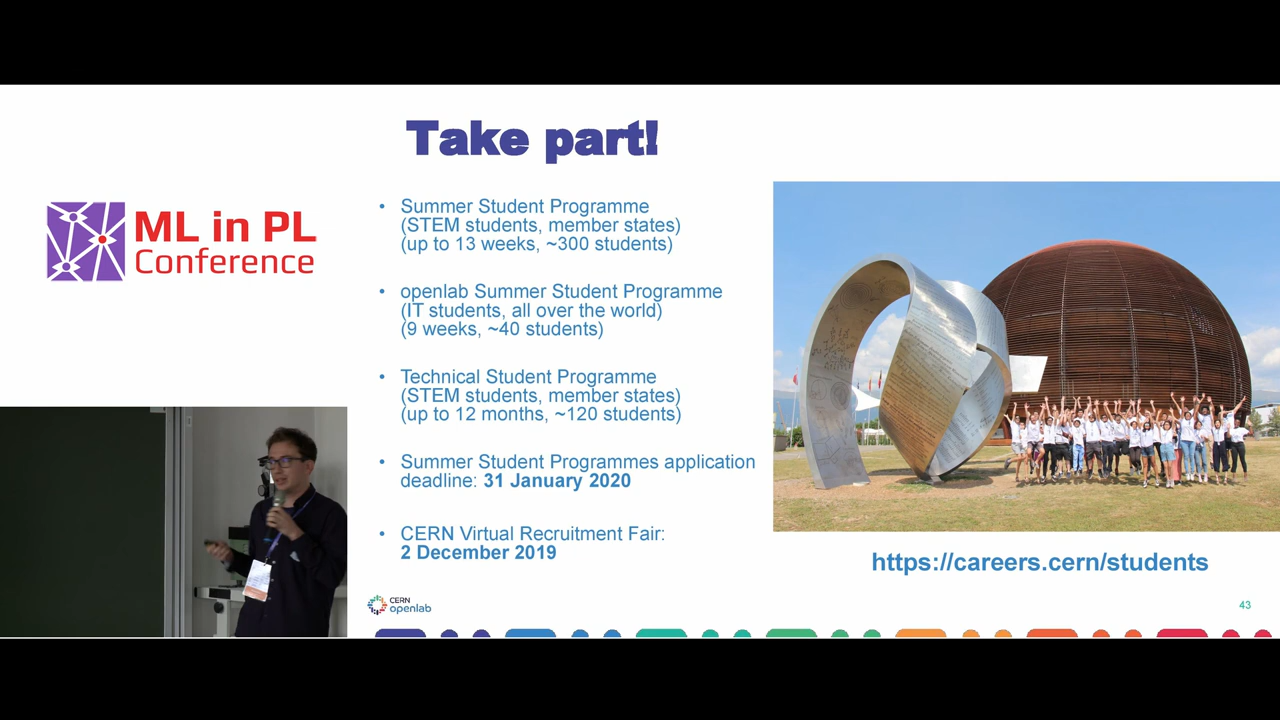 Take part!
ML in PL
Conference
• Summer Student Programme
(STEM students, member states)
(up to 13 weeks, ~300 students)
• openlab Summer Student Programme
(IT students, all over the world)
(9 weeks, ~40 students)
• Technical Student Programme
(STEM students, member states)
(up to 12 months, ~120 students)
• Summer Student Programmes application
deadline: 31 January 2020
• CERN Virtual Recruitment Fair:
2 December 2019
https://careers.cern/students
CERN
openlab
43